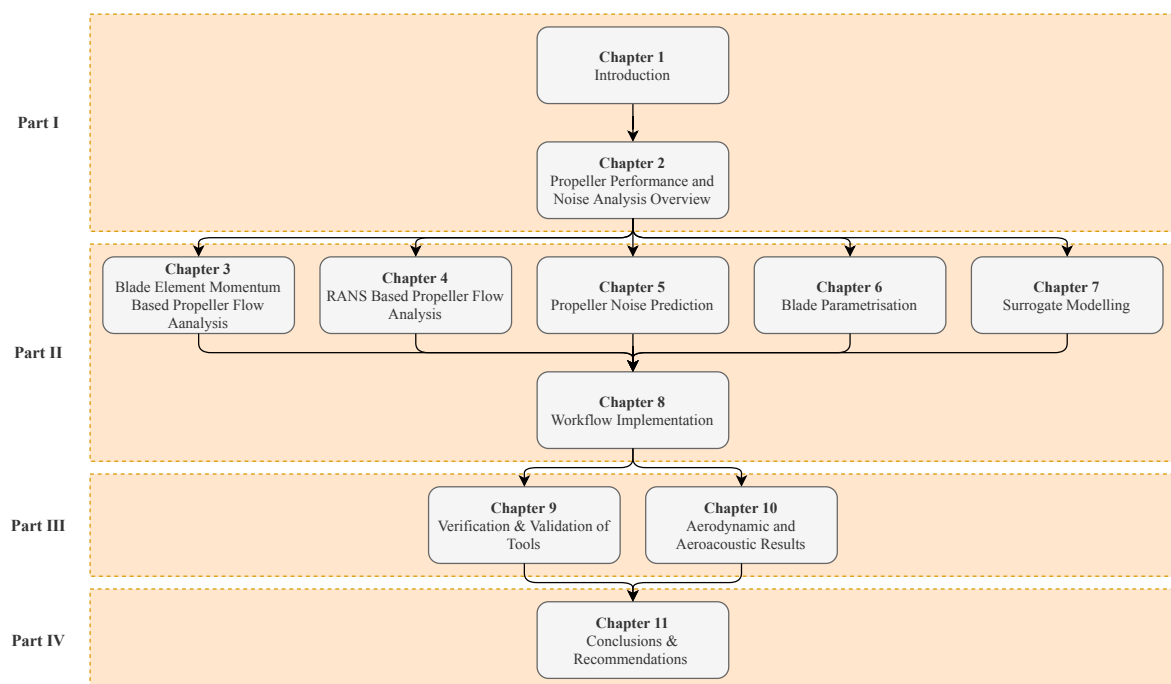 Part I
Chapter 1
Introduction
Chapter 2
Propeller Performance and
Noise Analysis Overview
Part II
Chapter 3
Blade Element Momentum
Based Propeller Flow
Aanalysis
Chapter 4
RANS Based Propeller Flow
Analysis
Chapter 5
Propeller Noise Prediction
Chapter 6
Blade Parametrisation
Chapter 7
Surrogate Modelling
Chapter 8
Workflow Implementation
Part III
Chapter 9
Verification & Validation of
Tools
Chapter 10
Aerodynamic and
Aeroacoustic Results
Part IV
Chapter 11
Conclusions &
Recommendations